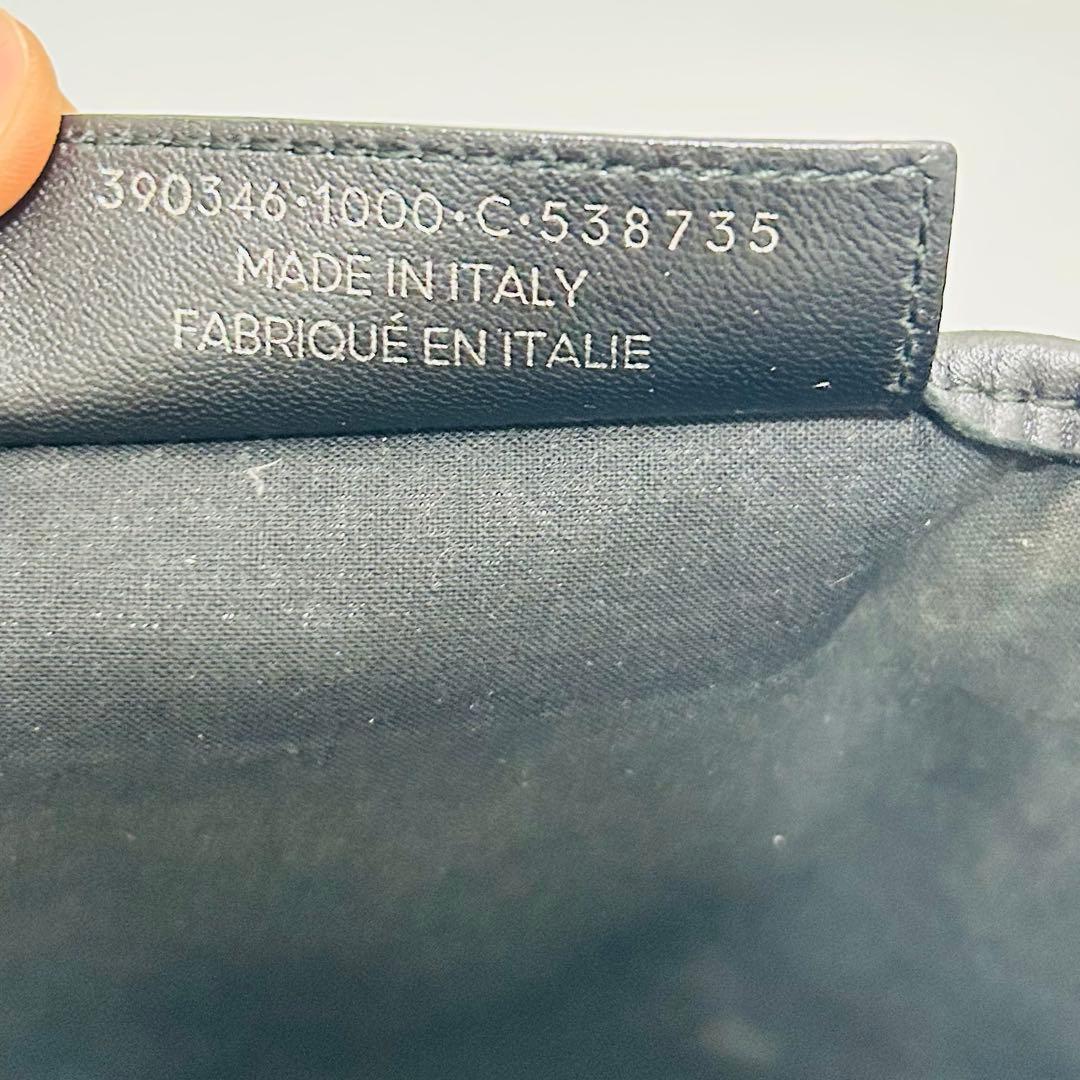 390346·1000·C·538735
MADE IN ITALY
FABRIQUÉ EN ITALIE